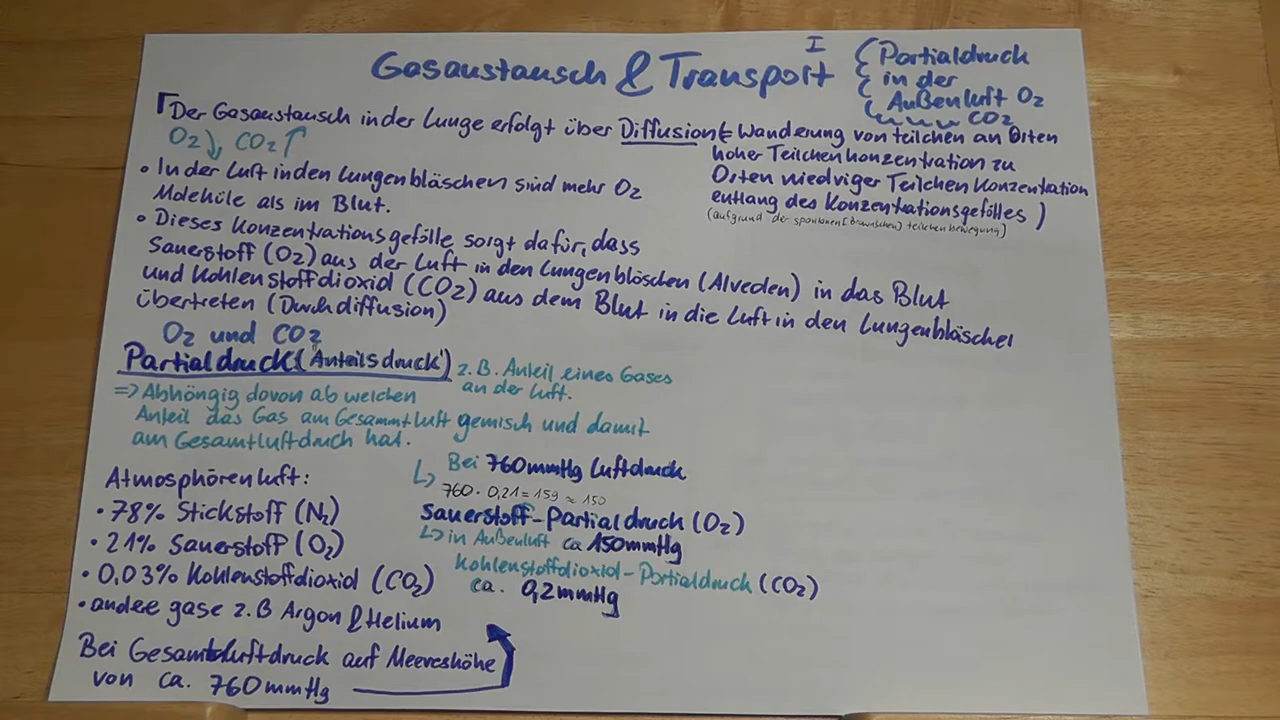 Gasaustausch & Transport I
Partialdruck
in der
Außenluft O₂
CO₂
Der Gasaustausch in der Lunge erfolgt über Diffusion (= Wanderung von teilchen an Orten
hoher Teilchenkonzentration zu
Orten niedriger Teilchen Konzentration
entlang des Konzentrationsgefälles)
(aufgrund der spontanen [Brownschen] teilchenbewegung)
O₂↓, CO₂↑
• In der Luft in den Lungenbläschen sind mehr O₂
Moleküle als im Blut.
• Dieses Konzentrationsgefälle sorgt dafür, dass
Sauerstoff (O₂) aus der Luft in den Lungenbläschen (Alveolen) in das Blut
und Kohlenstoffdioxid (CO₂) aus dem Blut in die Luft in den Lungenbläschel
übertreten (Durchdiffusion)
O₂ und CO₂
Partialdruck ('Anteilsdruck')
z.B. Anteil eines Gases
an der Luft.
=> Abhängig davon ab welchen
Anteil das Gas am Gesammtluft gemisch und damit
am Gesamtluftdruch hat.
Atmosphärenluft:
• 78% Stickstoff (N₂)
• 21% Sauerstoff (O₂)
• 0,03% Kohlenstoffdioxid (CO₂)
• andee gase z.B Argon & Helium
Bei Gesamtluftdruck auf Meereshöhe
von ca. 760mmHg
↳ Bei 760mmHg Luftdruck
760 · 0,21 = 159 ≈ 150
Sauerstoff-Partialdruck (O₂)
↳ in Außenluft ca 150mmHg
Kohlenstoffdioxid-Partialdruck (CO₂)
ca. 0,2mmHg